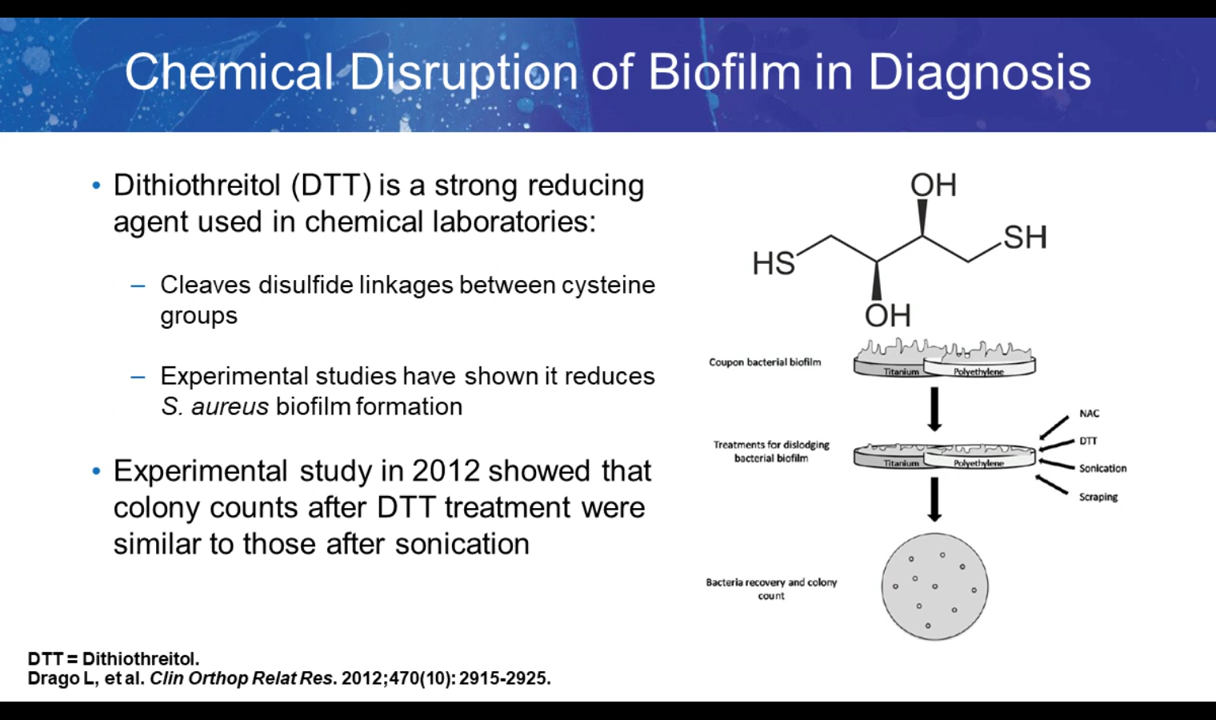 Chemical Disruption of Biofilm in Diagnosis
• Dithiothreitol (DTT) is a strong reducing
agent used in chemical laboratories:
– Cleaves disulfide linkages between cysteine
groups
– Experimental studies have shown it reduces
S. aureus biofilm formation
• Experimental study in 2012 showed that
colony counts after DTT treatment were
similar to those after sonication
OH
SH
HS
OH
Coupon bacterial biofilm
Titanium
Polyethylene
Treatments for dislodging
bacterial biofilm
Titanium
Polyethylene
NAC
DTT
Sonication
Scraping
Bacteria recovery and colony
count
DTT = Dithiothreitol.
Drago L, et al. Clin Orthop Relat Res. 2012;470(10): 2915-2925.